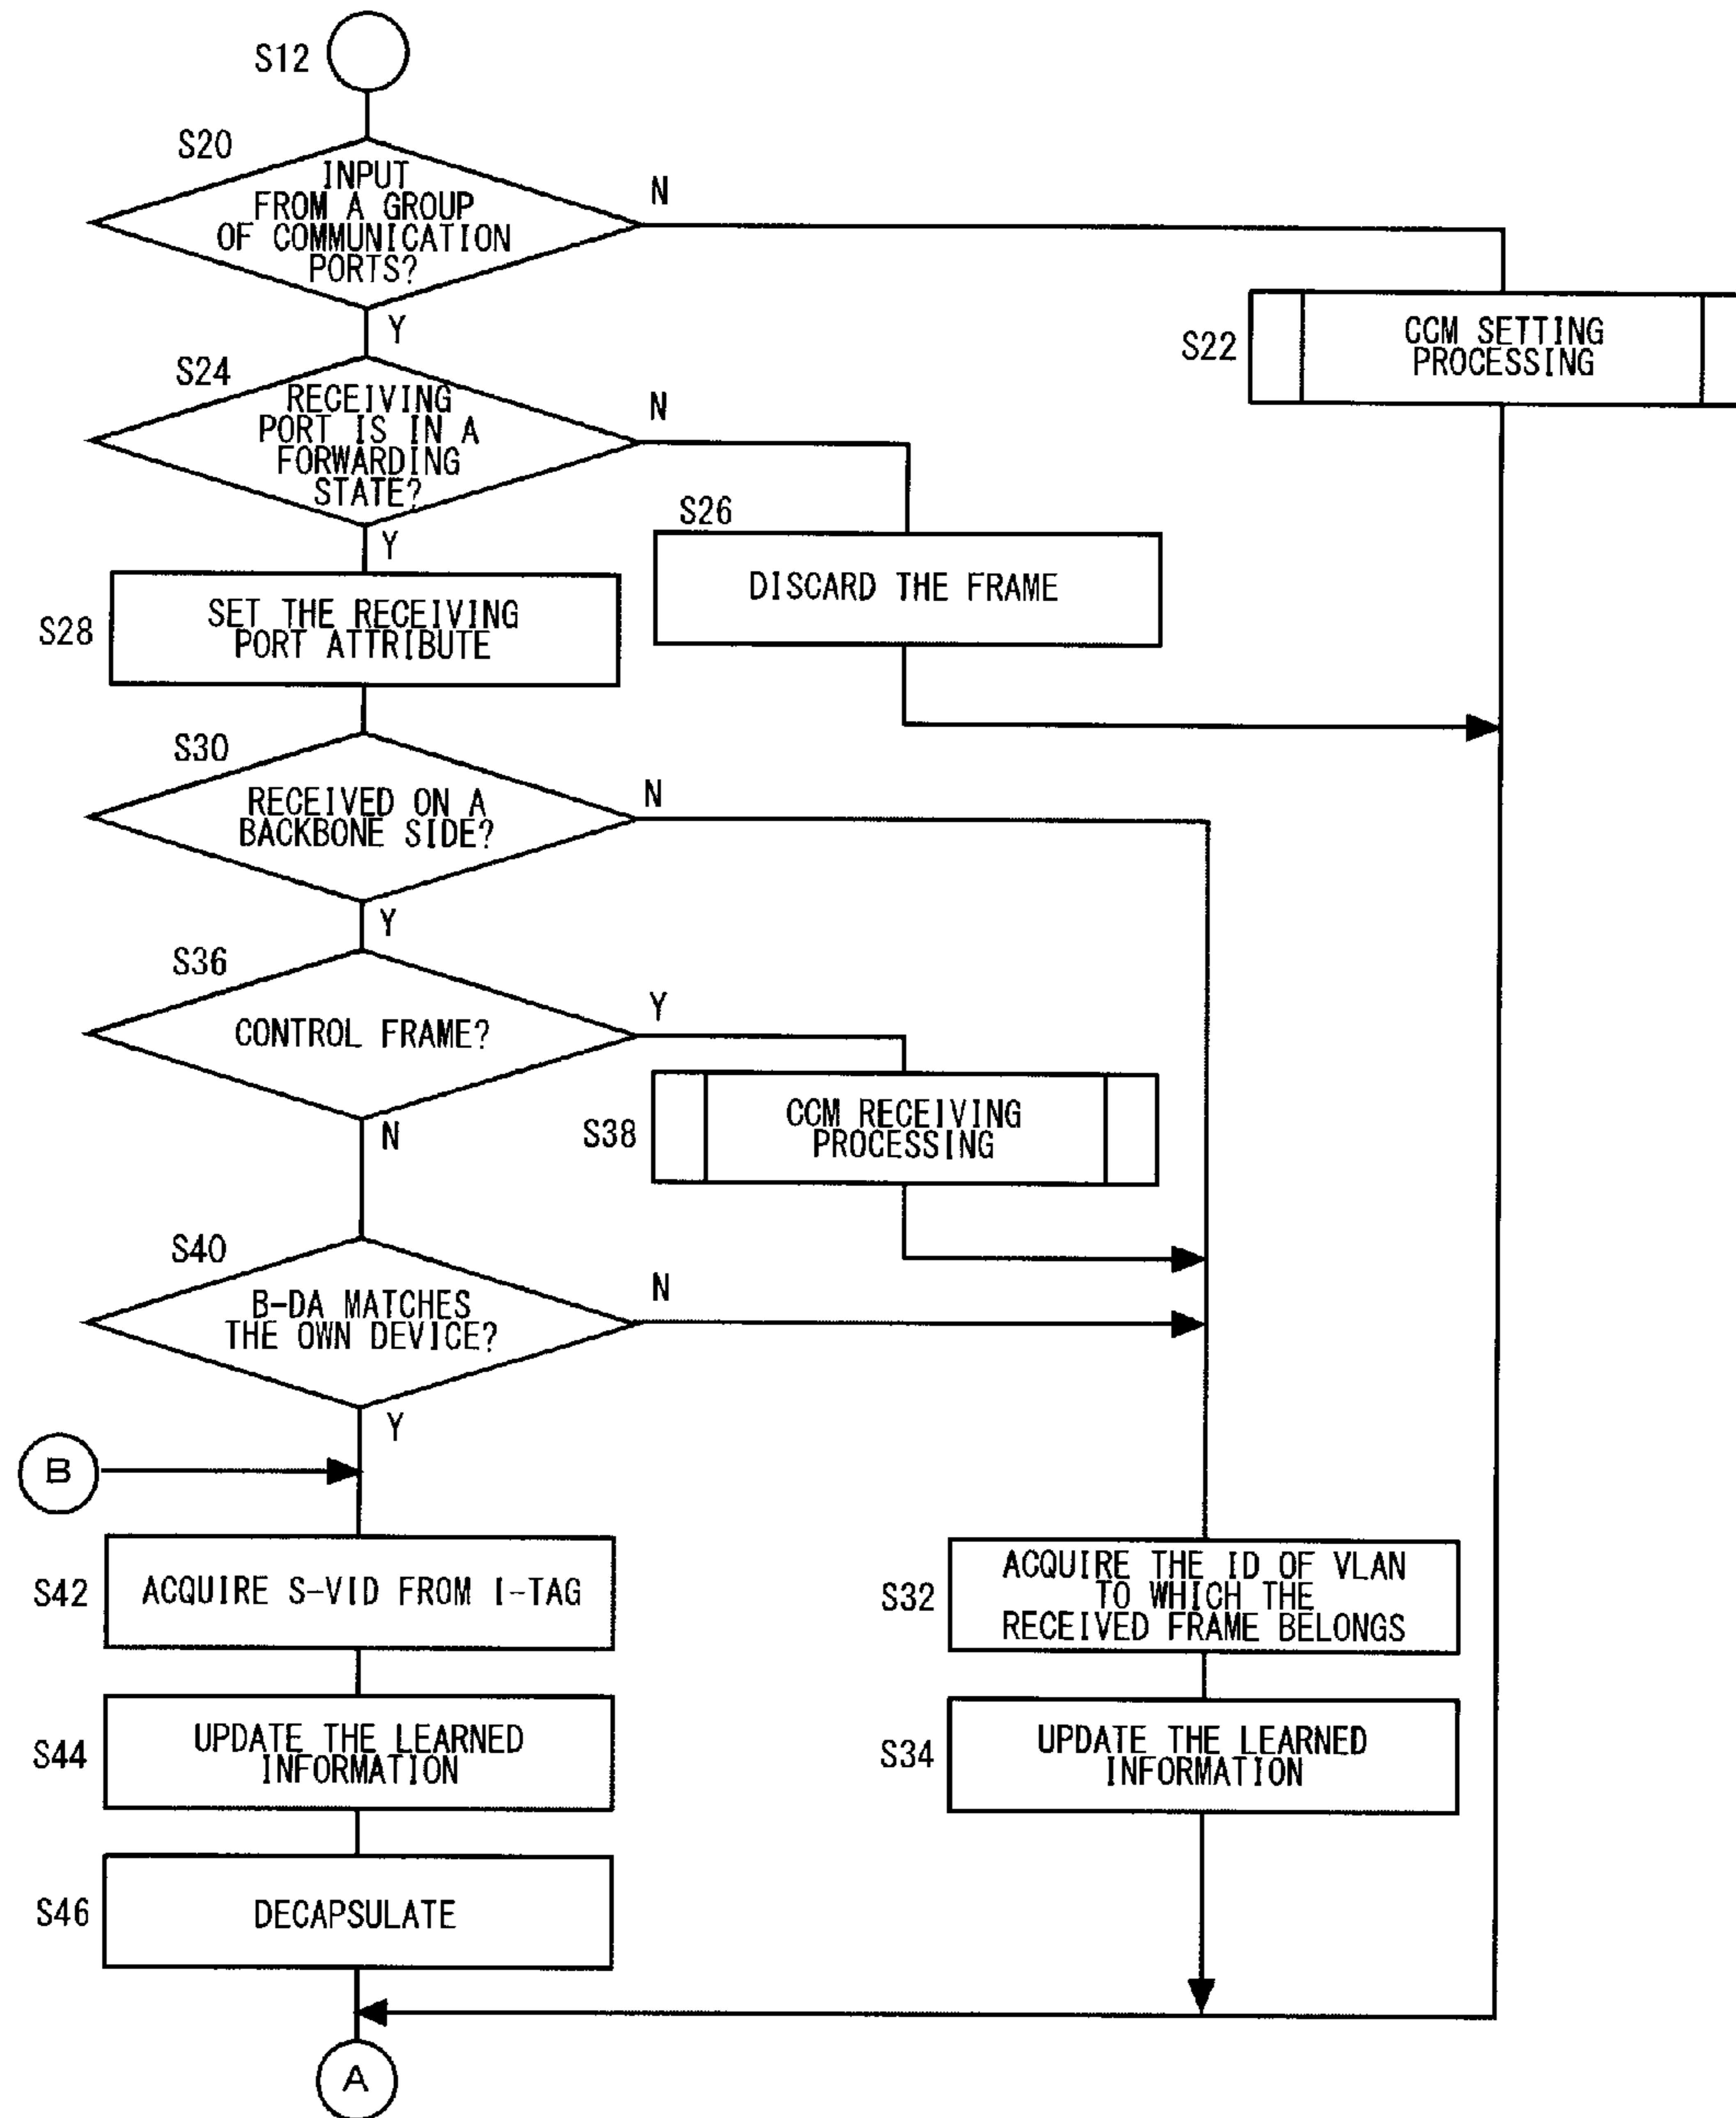 S12
S20
INPUT
FROM A GROUP
OF COMMUNICATION
PORTS?
N
Y
S22
CCM SETTING
PROCESSING
S24
RECEIVING
PORT IS IN A
FORWARDING
STATE?
N
Y
S26
DISCARD THE FRAME
S28
SET THE RECEIVING
PORT ATTRIBUTE
S30
RECEIVED ON A
BACKBONE SIDE?
N
Y
S36
CONTROL FRAME?
Y
N
S38
CCM RECEIVING
PROCESSING
S40
B-DA MATCHES
THE OWN DEVICE?
N
Y
B
S42
ACQUIRE S-VID FROM I-TAG
S32
ACQUIRE THE ID OF VLAN
TO WHICH THE
RECEIVED FRAME BELONGS
S44
UPDATE THE LEARNED
INFORMATION
S34
UPDATE THE LEARNED
INFORMATION
S46
DECAPSULATE
A